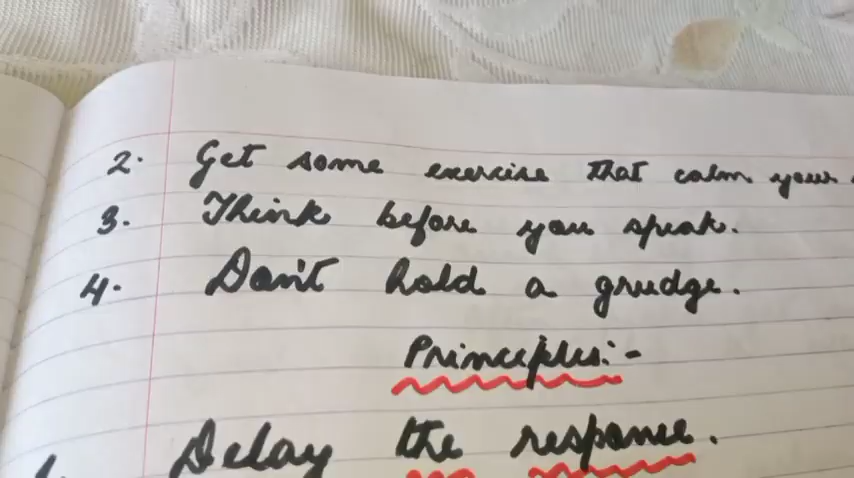 2. Get some exercise that calm your
3. Think before you speak.
4. Don't hold a grudge.
Principles:-
Delay the response.